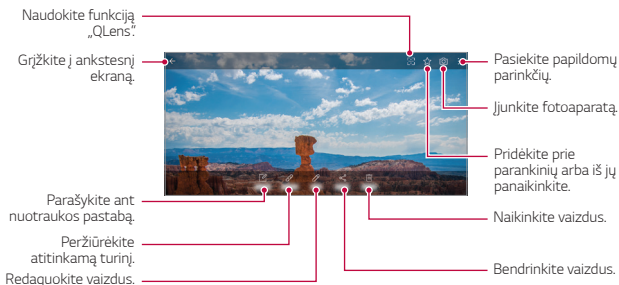 Naudokite funkciją
„QLens“.
Grįžkite į ankstesnį
ekraną.
Parašykite ant
nuotraukos pastabą.
Peržiūrėkite
atitinkamą turinį.
Redaguokite vaizdus.
Pasiekite papildomų
parinkčių.
Įjunkite fotoaparatą.
Pridėkite prie
parankinių arba iš jų
panaikinkite.
Naikinkite vaizdus.
Bendrinkite vaizdus.